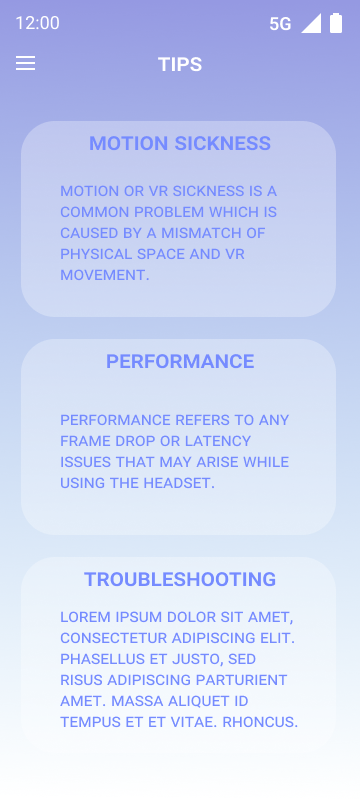 12:00
5G
TIPS
MOTION SICKNESS
MOTION OR VR SICKNESS IS A
COMMON PROBLEM WHICH IS
CAUSED BY A MISMATCH OF
PHYSICAL SPACE AND VR
MOVEMENT.
PERFORMANCE
PERFORMANCE REFERS TO ANY
FRAME DROP OR LATENCY
ISSUES THAT MAY ARISE WHILE
USING THE HEADSET.
TROUBLESHOOTING
LOREM IPSUM DOLOR SIT AMET,
CONSECTETUR ADIPISCING ELIT.
PHASELLUS ET JUSTO, SED
RISUS ADIPISCING PARTURIENT
AMET. MASSA ALIQUET ID
TEMPUS ET ET VITAE. RHONCUS.